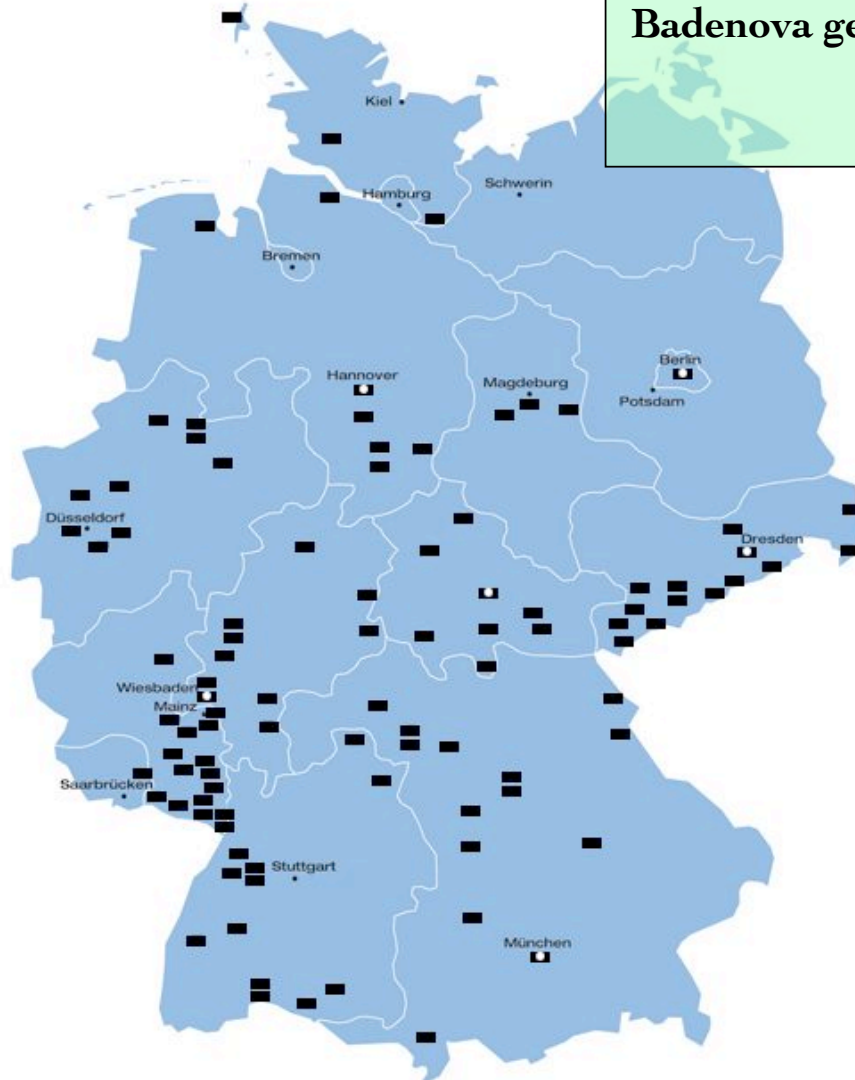 Badenova ge
Kiel
Hamburg
Schwerin
Bremen
Berlin
Hannover
Magdeburg
Potsdam
Düsseldorf
Dresden
Wiesbaden
Mainz
Saarbrücken
Stuttgart
München